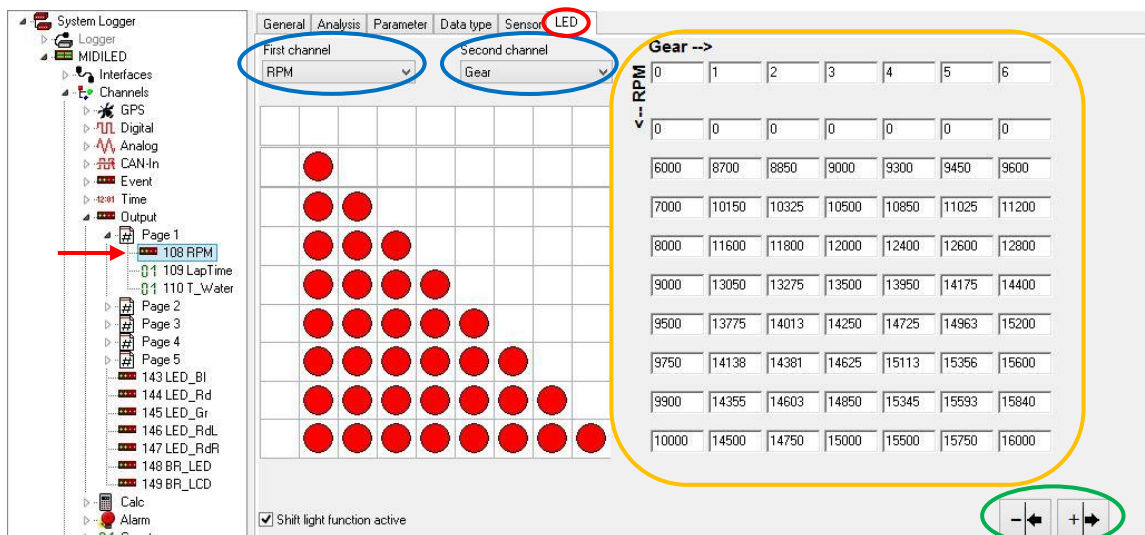 System Logger
Logger
MIDILED
Interfaces
Channels
GPS
Digital
Analog
CAN-In
Event
12:01 Time
Output
Page 1
108 RPM
109 LapTime
110 T_Water
Page 2
Page 3
Page 4
Page 5
143 LED_Bl
144 LED_Rd
145 LED_Gr
146 LED_RdL
147 LED_RdR
148 BR_LED
149 BR_LCD
Calc
Alarm
General Analysis Parameter Data type Sensor LED
First channel Second channel
RPM Gear
Gear -->
<-- RPM
0 1 2 3 4 5 6
0 0 0 0 0 0 0
6000 8700 8850 9000 9300 9450 9600
7000 10150 10325 10500 10850 11025 11200
8000 11600 11800 12000 12400 12600 12800
9000 13050 13275 13500 13950 14175 14400
9500 13775 14013 14250 14725 14963 15200
9750 14138 14381 14625 15113 15356 15600
9900 14355 14603 14850 15345 15593 15840
10000 14500 14750 15000 15500 15750 16000
Shift light function active
- +